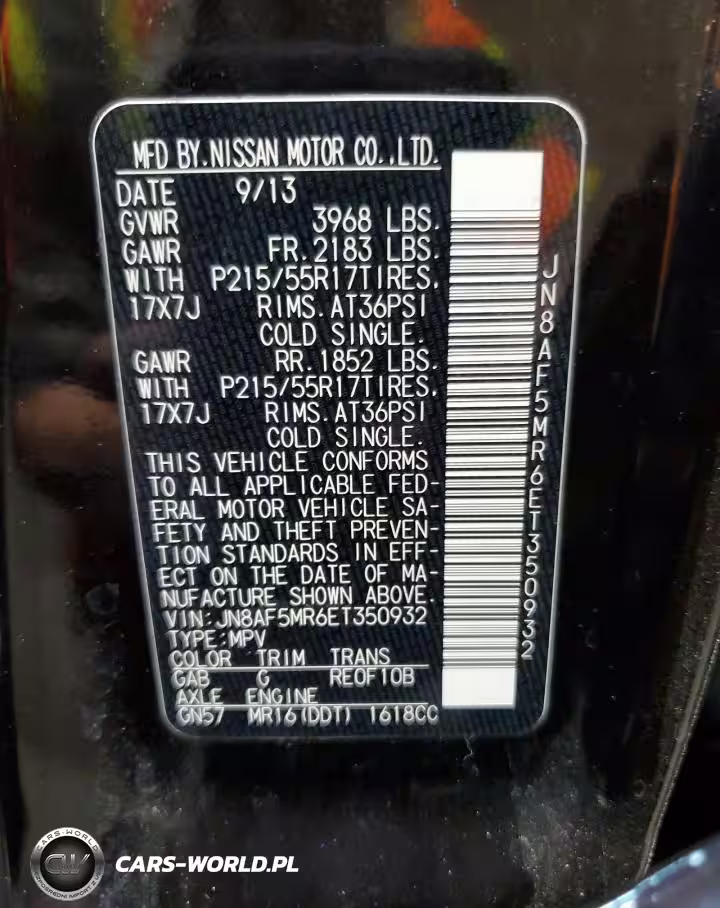 MFD BY.NISSAN MOTOR CO.,LTD.
DATE 9/13
GVWR 3968 LBS.
GAWR FR.2183 LBS.
WITH P215/55R17TIRES.
17X7J RIMS.AT36PSI
COLD SINGLE.
GAWR RR.1852 LBS.
WITH P215/55R17TIRES.
17X7J RIMS.AT36PSI
COLD SINGLE.
THIS VEHICLE CONFORMS
TO ALL APPLICABLE FED-
ERAL MOTOR VEHICLE SA-
FETY AND THEFT PREVEN-
TION STANDARDS IN EFF-
ECT ON THE DATE OF MA-
NUFACTURE SHOWN ABOVE.
VIN:JN8AF5MR6ET350932
TYPE:MPV
COLOR TRIM TRANS
GAB G RE0F10B
AXLE ENGINE
GN57 MR16(DDT) 1618CC
JN8AF5MR6ET350932
CARS-WORLD
CW
CARS-WORLD.PL